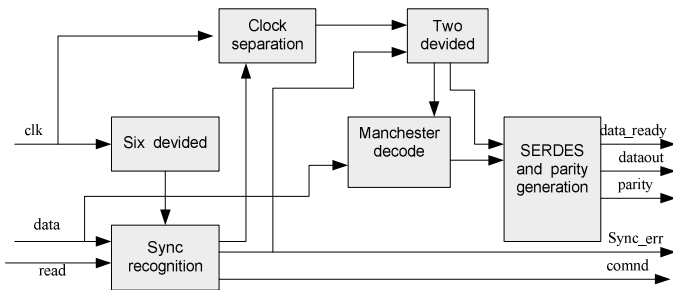 Clock
separation
Two
devided
clk
Six devided
Manchester
decode
SERDES
and parity
generation
data_ready
dataout
parity
data
read
Sync
recognition
Sync_err
comnd